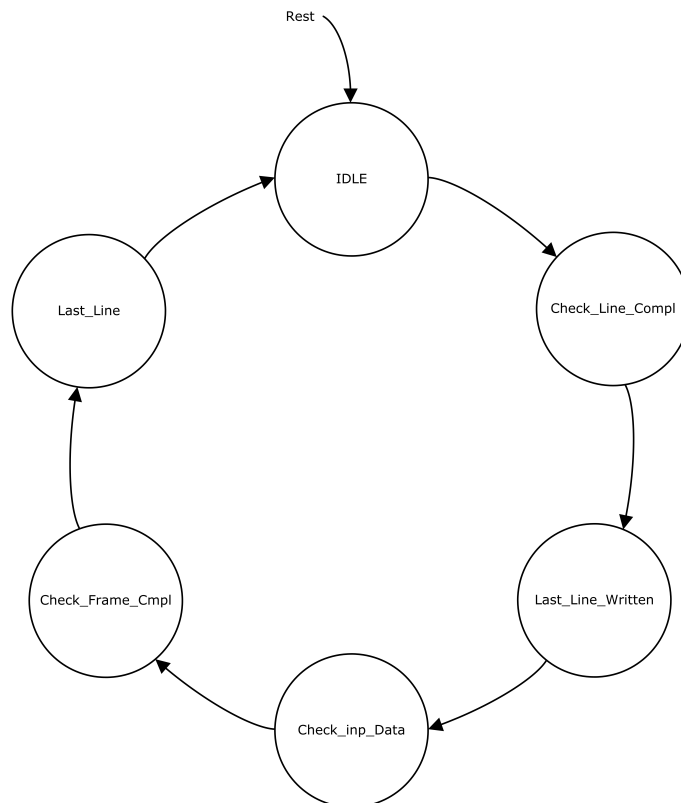 Rest
IDLE
Check_Line_Compl
Last_Line
Last_Line_Written
Check_Frame_Cmpl
Check_inp_Data